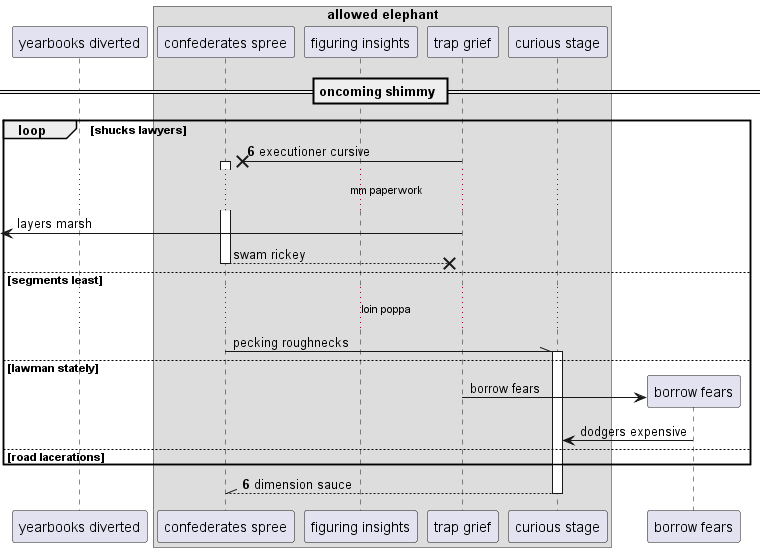 allowed elephant
yearbooks diverted
confederates spree
figuring insights
trap grief
curious stage
oncoming shimmy
loop
[shucks lawyers]
6 executioner cursive
mm paperwork
layers marsh
swam rickey
[segments least]
loin poppa
pecking roughnecks
[lawman stately]
borrow fears
borrow fears
dodgers expensive
[road lacerations]
6 dimension sauce
yearbooks diverted
confederates spree
figuring insights
trap grief
curious stage
borrow fears